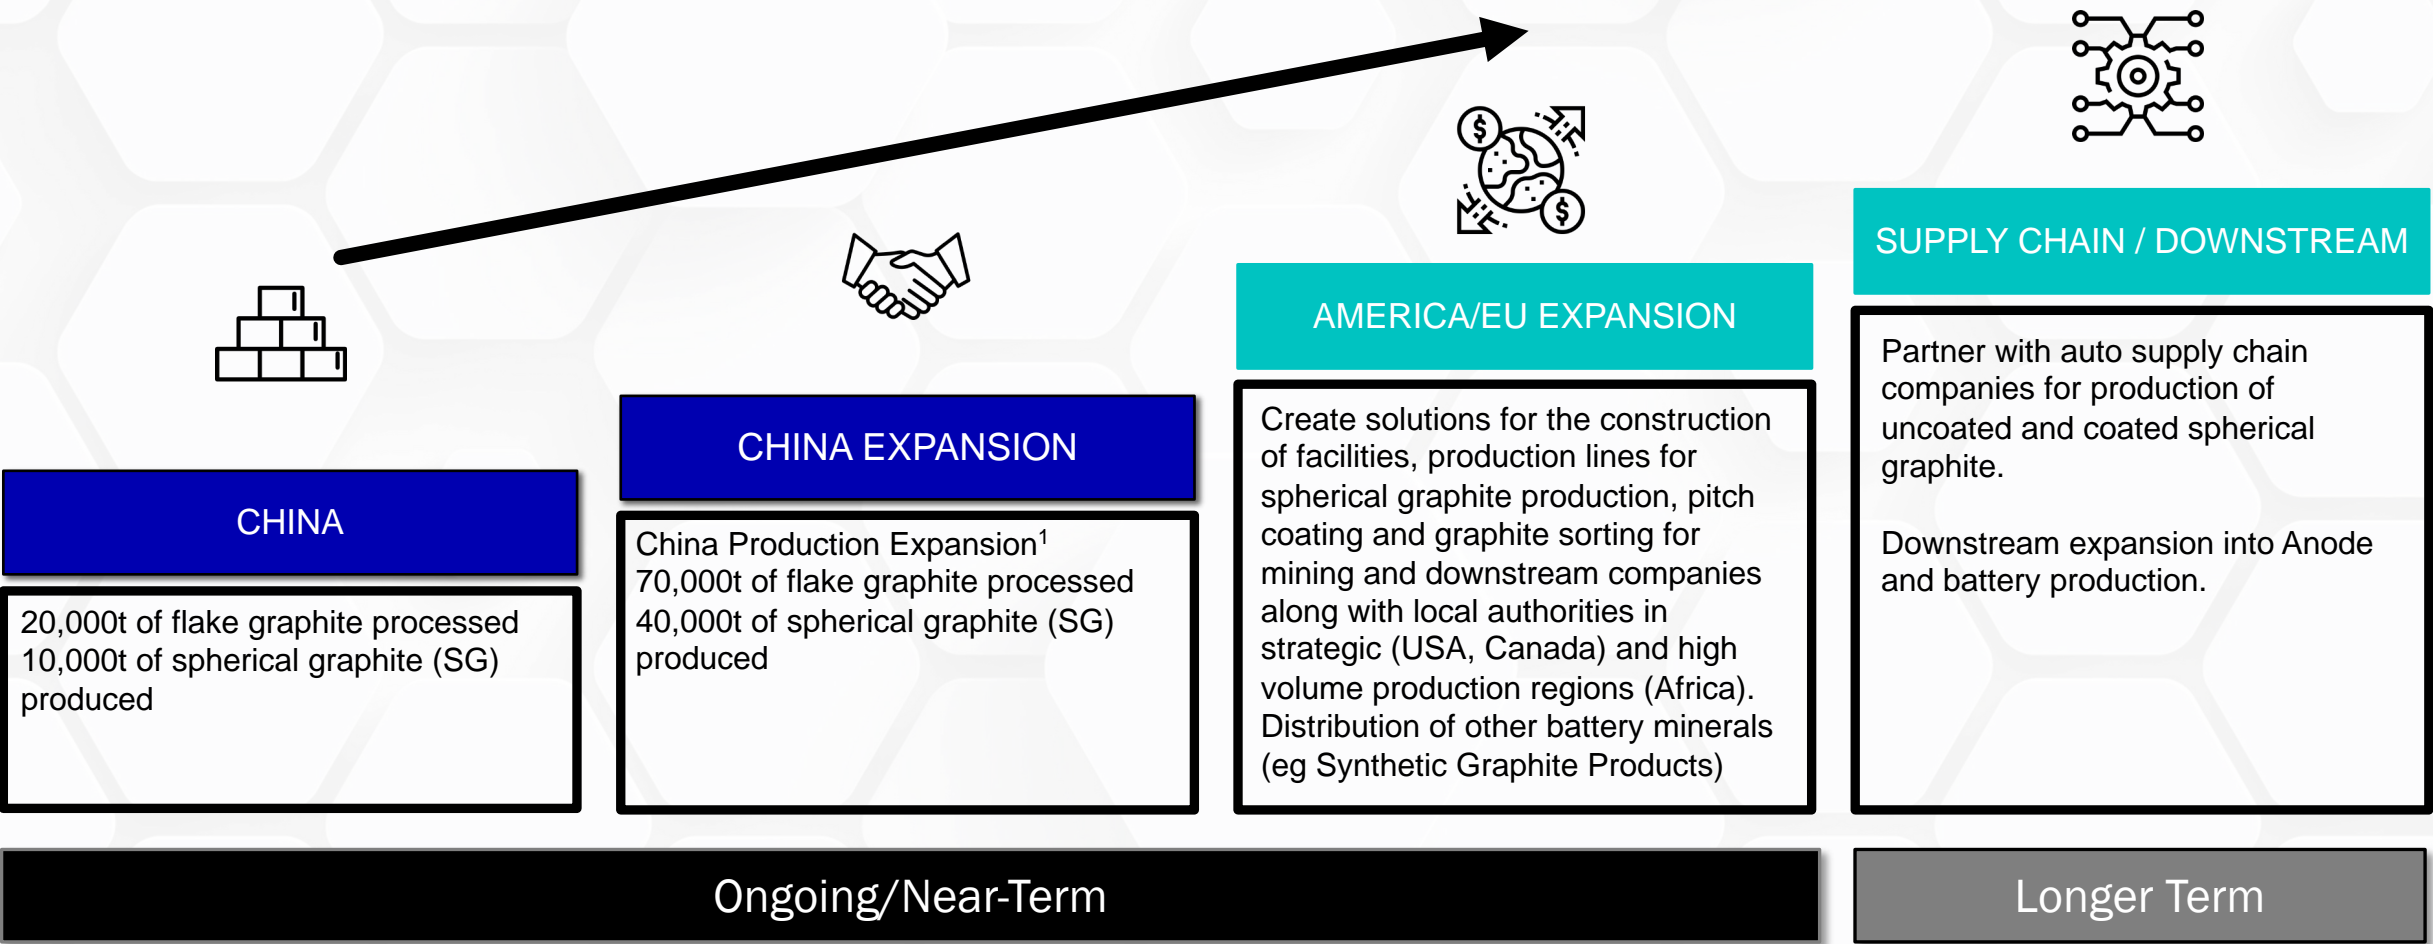 CHINA
20,000t of flake graphite processed
10,000t of spherical graphite (SG)
produced
CHINA EXPANSION
China Production Expansion¹
70,000t of flake graphite processed
40,000t of spherical graphite (SG)
produced
AMERICA/EU EXPANSION
Create solutions for the construction
of facilities, production lines for
spherical graphite production, pitch
coating and graphite sorting for
mining and downstream companies
along with local authorities in
strategic (USA, Canada) and high
volume production regions (Africa).
Distribution of other battery minerals
(eg Synthetic Graphite Products)
SUPPLY CHAIN / DOWNSTREAM
Partner with auto supply chain
companies for production of
uncoated and coated spherical
graphite.
Downstream expansion into Anode
and battery production.
$
$
Ongoing/Near-Term
Longer Term